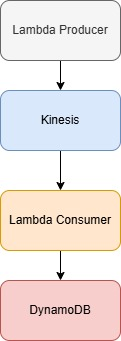 Lambda Producer
Kinesis
Lambda Consumer
DynamoDB